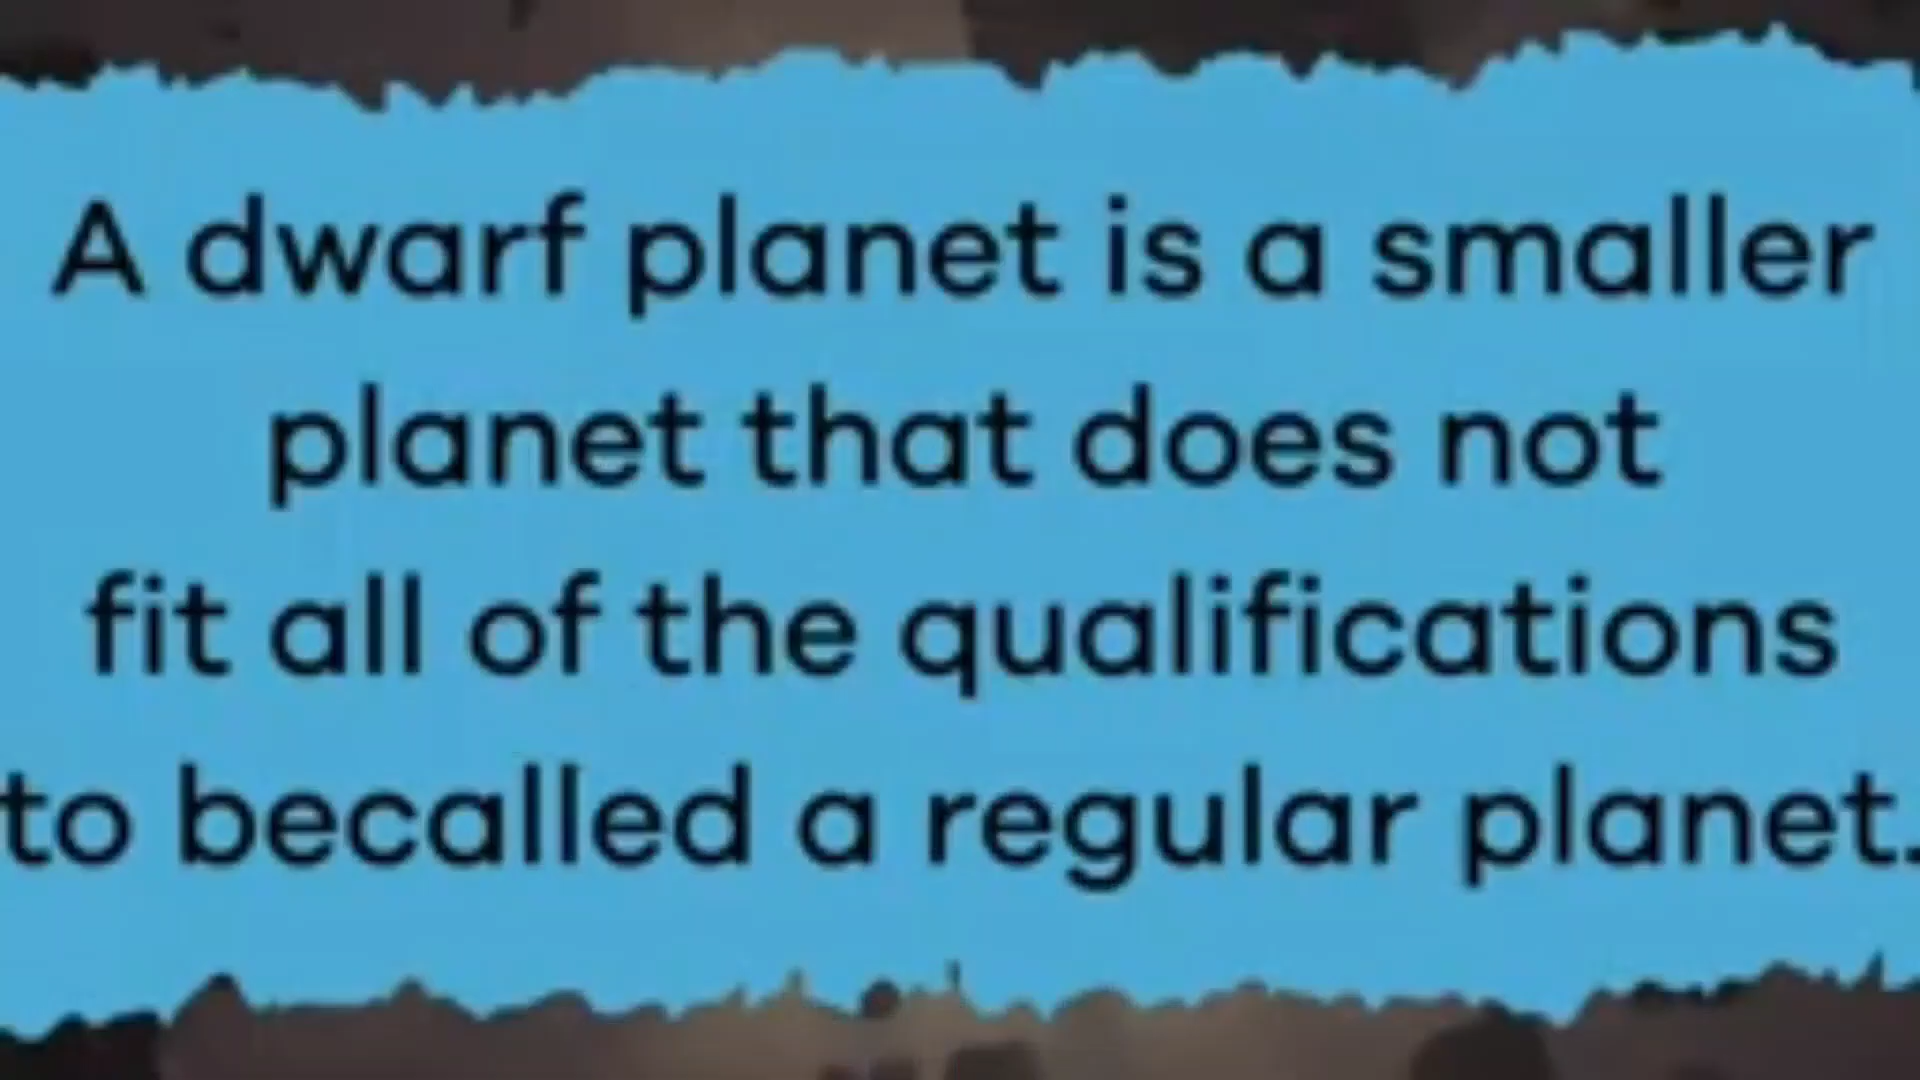 A dwarf planet is a smaller
planet that does not
fit all of the qualifications
to becalled a regular planet.